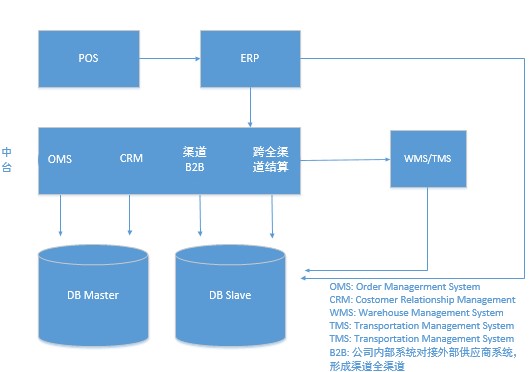 POS
ERP
中
台
OMS
CRM
渠道
B2B
跨全渠
道结算
WMS/TMS
DB Master
DB Slave
OMS: Order Managerment System
CRM: Costomer Relationship Management
WMS: Warehouse Management System
TMS: Transportation Management System
TMS: Transportation Management System
B2B: 公司内部系统对接外部供应商系统,
形成渠道全渠道